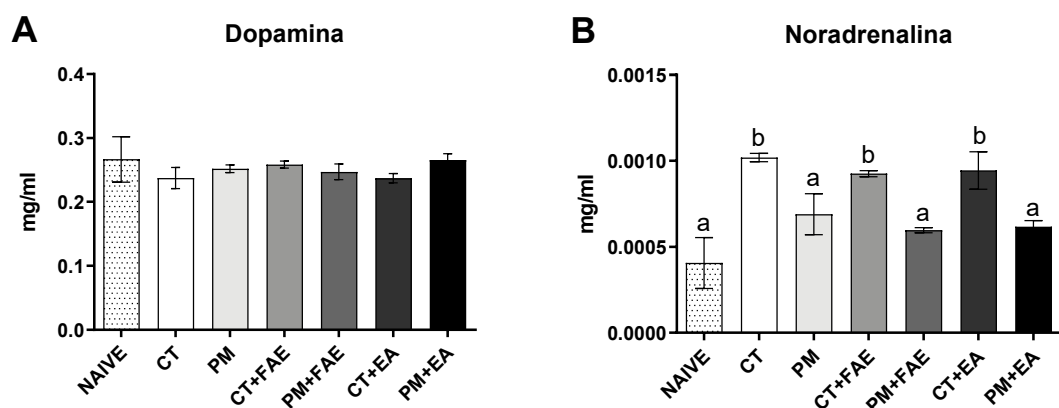 A
Dopamina
mg/ml
0.4
0.3
0.2
0.1
0.0
NAIVE
CT
PM
CT+FAE
PM+FAE
CT+EA
PM+EA
B
Noradrenalina
mg/ml
0.0015
0.0010
0.0005
0.0000
a
b
a
b
a
b
a
NAIVE
CT
PM
CT+FAE
PM+FAE
CT+EA
PM+EA